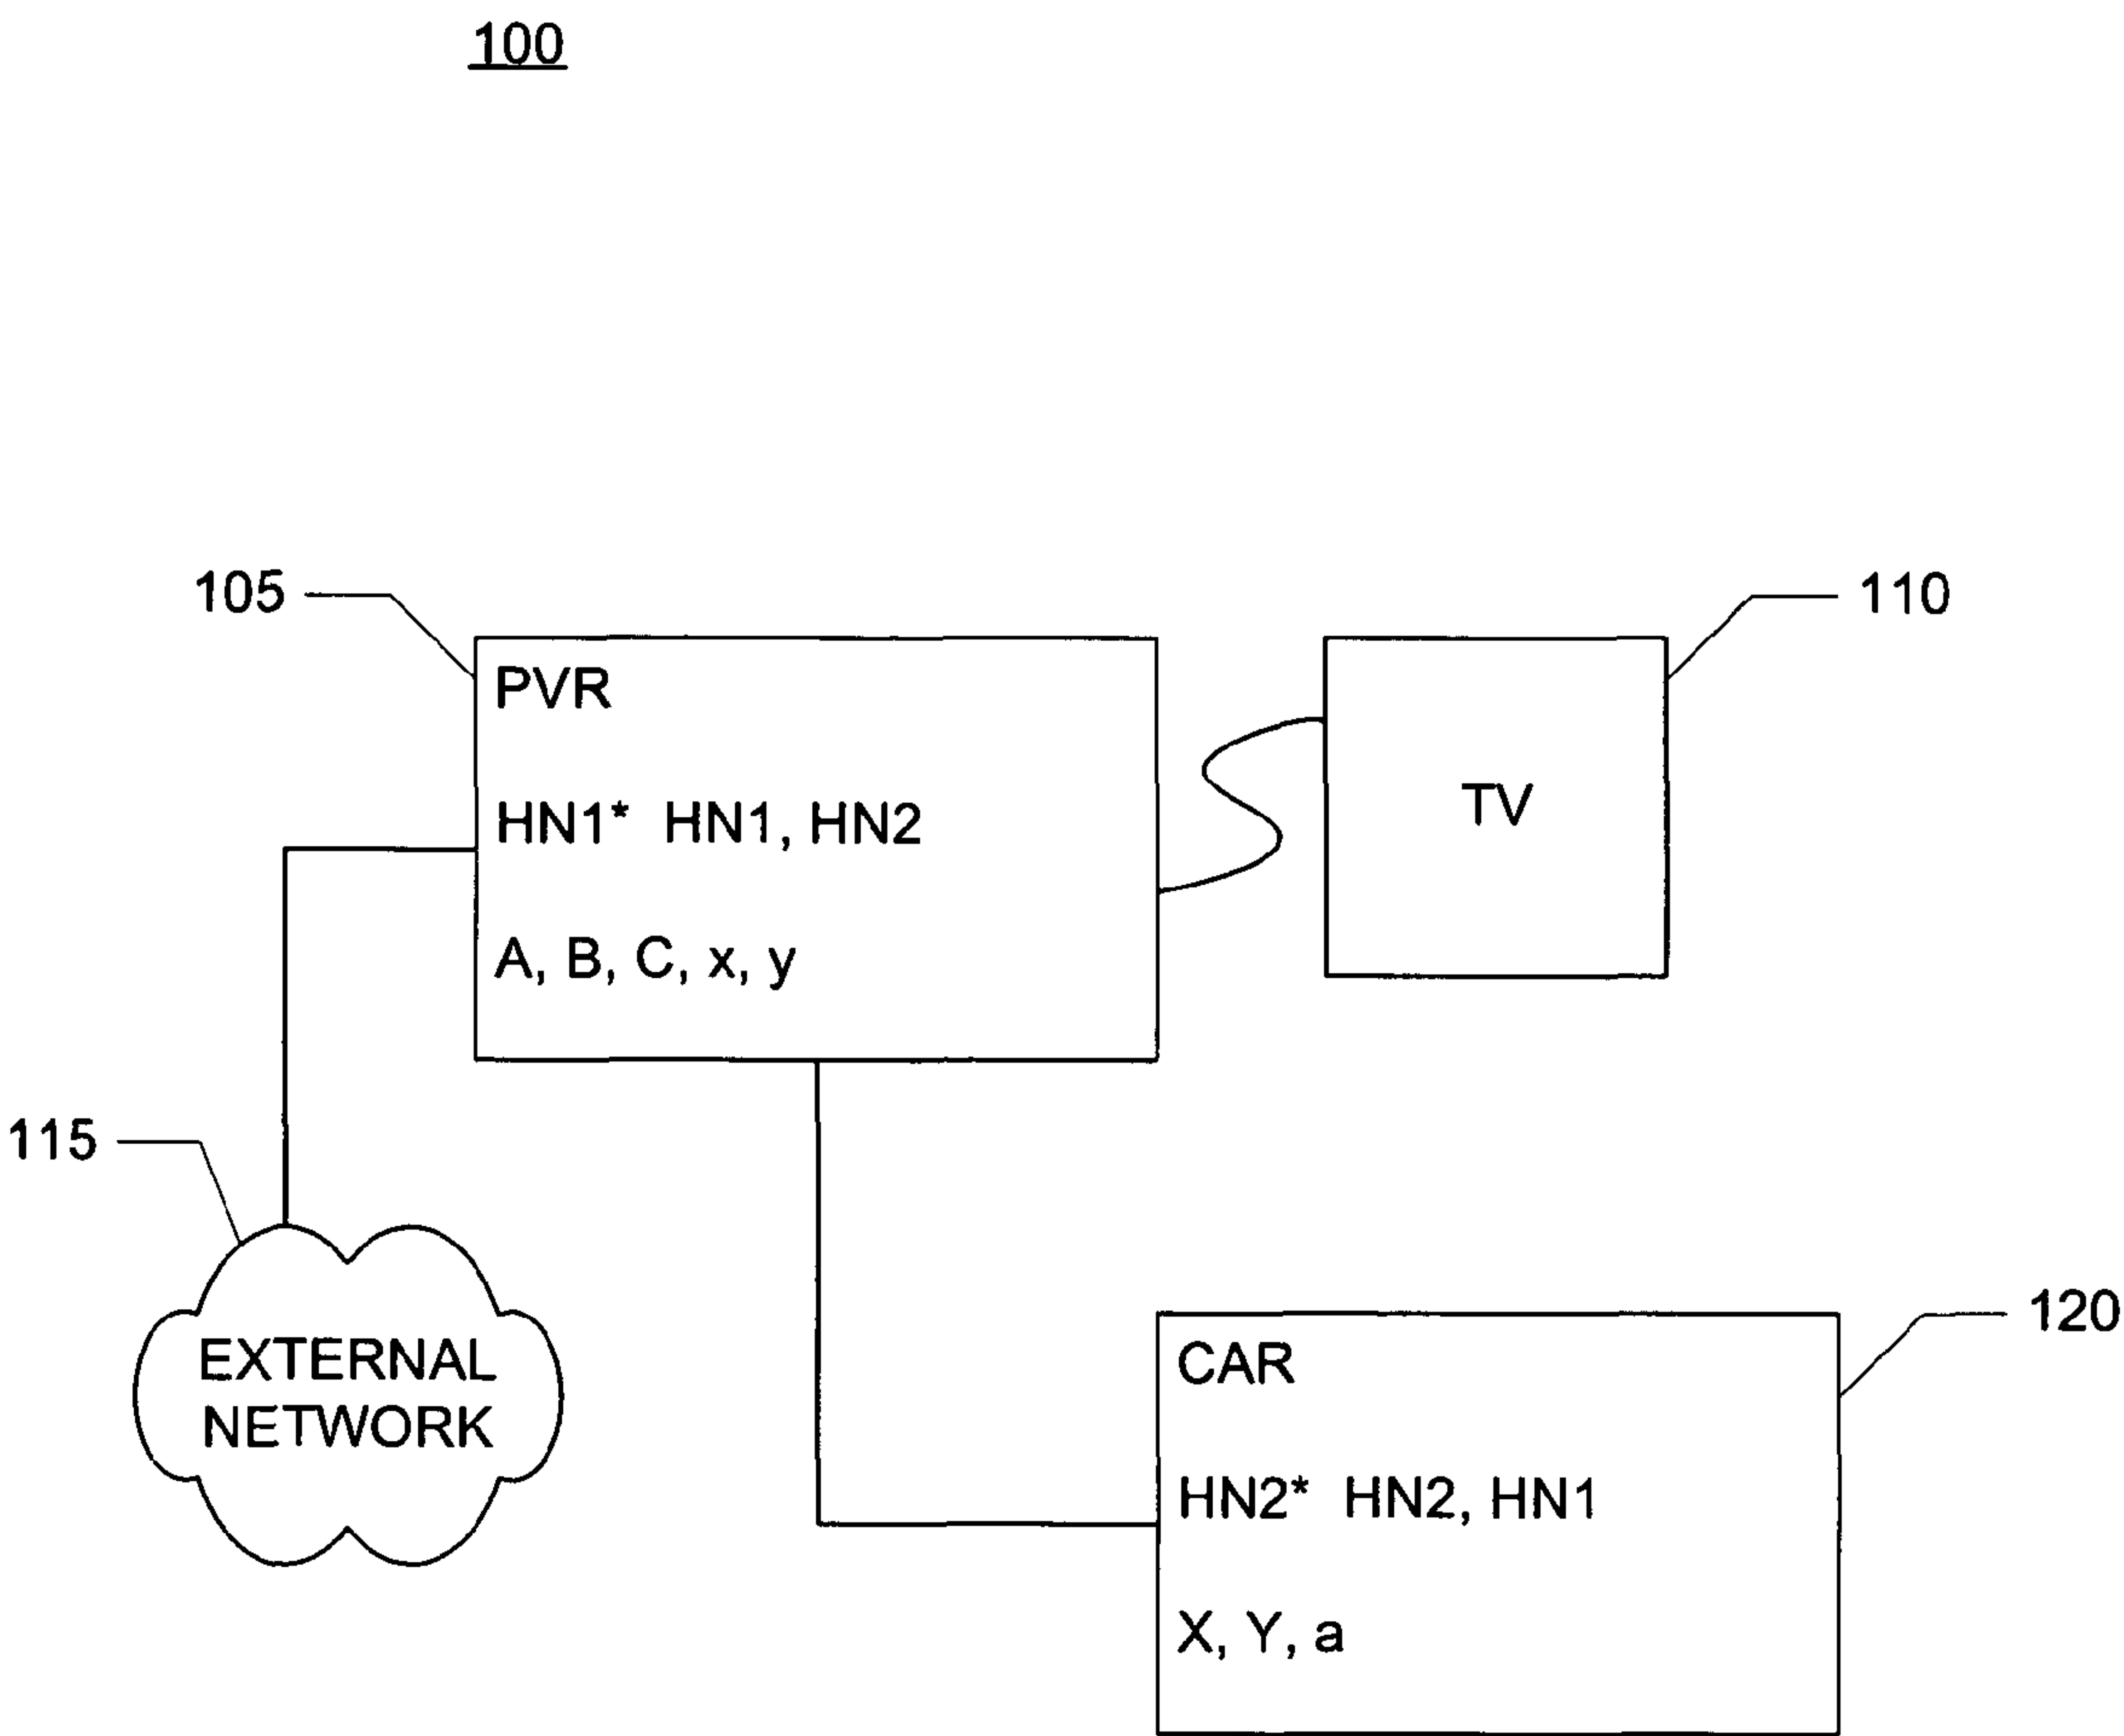 100
105
110
PVR
HN1* HN1, HN2
TV
A, B, C, x, y
115
EXTERNAL
NETWORK
120
CAR
HN2* HN2, HN1
X, Y, a